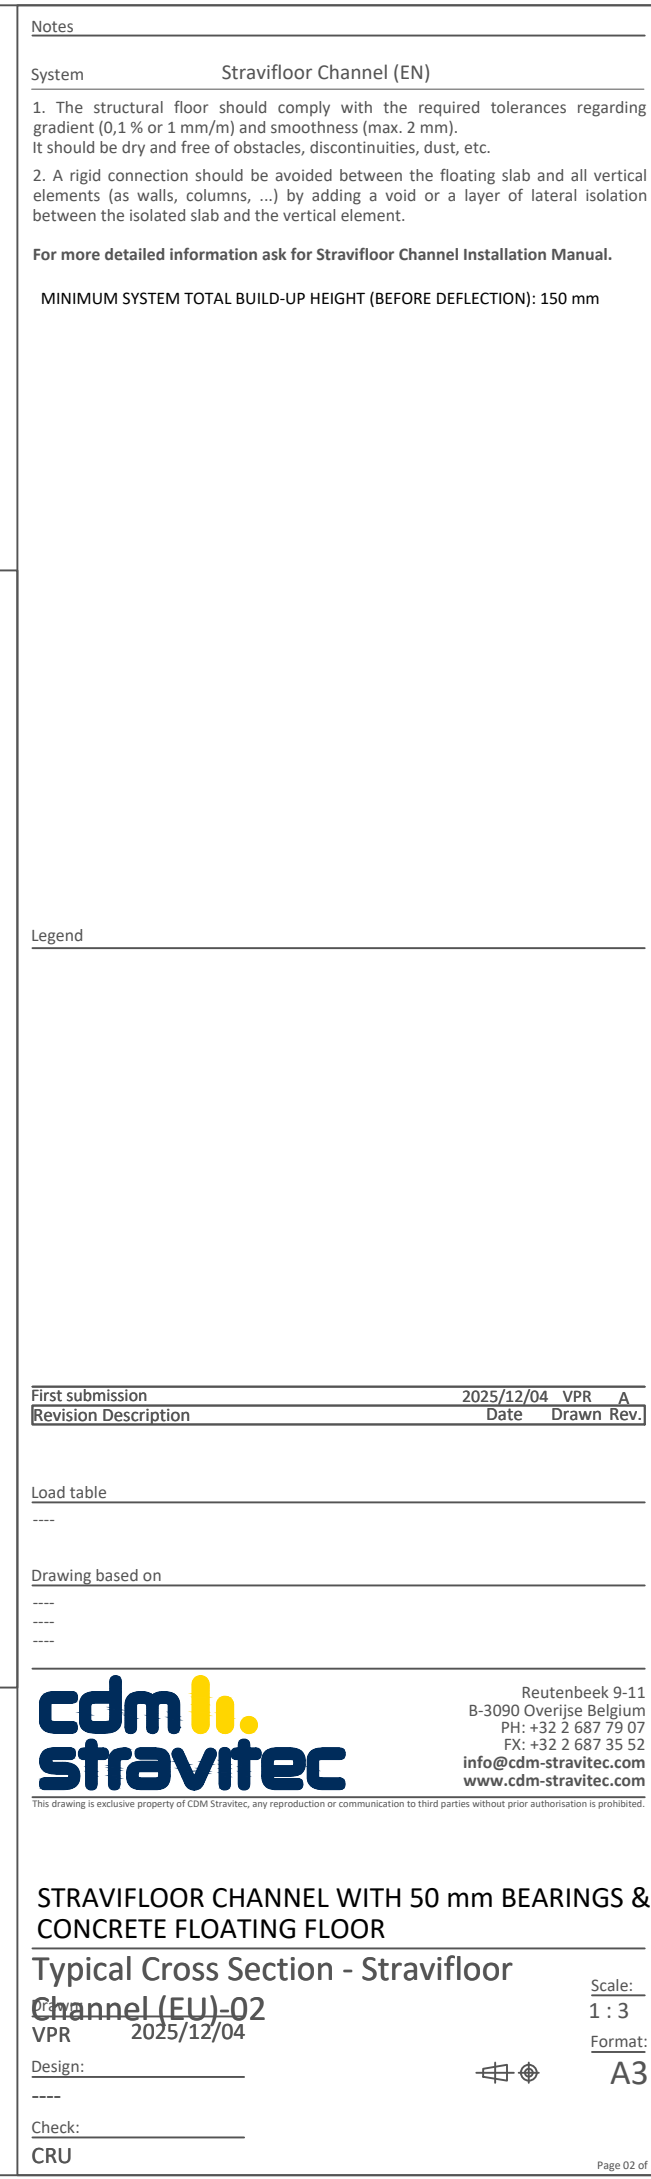 Notes
System Stravifloor Channel (EN)
1. The structural floor should comply with the required tolerances regarding
gradient (0,1 % or 1 mm/m) and smoothness (max. 2 mm).
It should be dry and free of obstacles, discontinuities, dust, etc.
2. A rigid connection should be avoided between the floating slab and all vertical
elements (as walls, columns, ...) by adding a void or a layer of lateral isolation
between the isolated slab and the vertical element.
For more detailed information ask for Stravifloor Channel Installation Manual.
MINIMUM SYSTEM TOTAL BUILD-UP HEIGHT (BEFORE DEFLECTION): 150 mm
Legend
First submission 2025/12/04 VPR A
Revision Description Date Drawn Rev.
Load table
----
Drawing based on
----
----
----
cdm
stravitec
Reutenbeek 9-11
B-3090 Overijse Belgium
PH: +32 2 687 79 07
FX: +32 2 687 35 52
info@cdm-stravitec.com
www.cdm-stravitec.com
This drawing is exclusive property of CDM Stravitec, any reproduction or communication to third parties without prior authorisation is prohibited.
STRAVIFLOOR CHANNEL WITH 50 mm BEARINGS &
CONCRETE FLOATING FLOOR
Typical Cross Section - Stravifloor
Channel (EU)-02
Drawn:
VPR 2025/12/04
Scale:
1 : 3
Format:
A3
Design:
----
Check:
CRU
Page 02 of